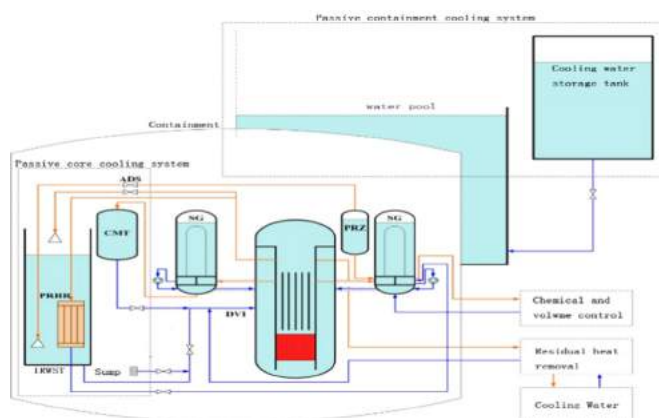 Passive containment cooling system
Cooling water
storage tank
water pool
Containment
Passive core cooling system
ADS
SG
PRZ
SG
CMT
PRHR
DVI
IRWST
Sump
Chemical and
volume control
Residual heat
removal
Cooling Water